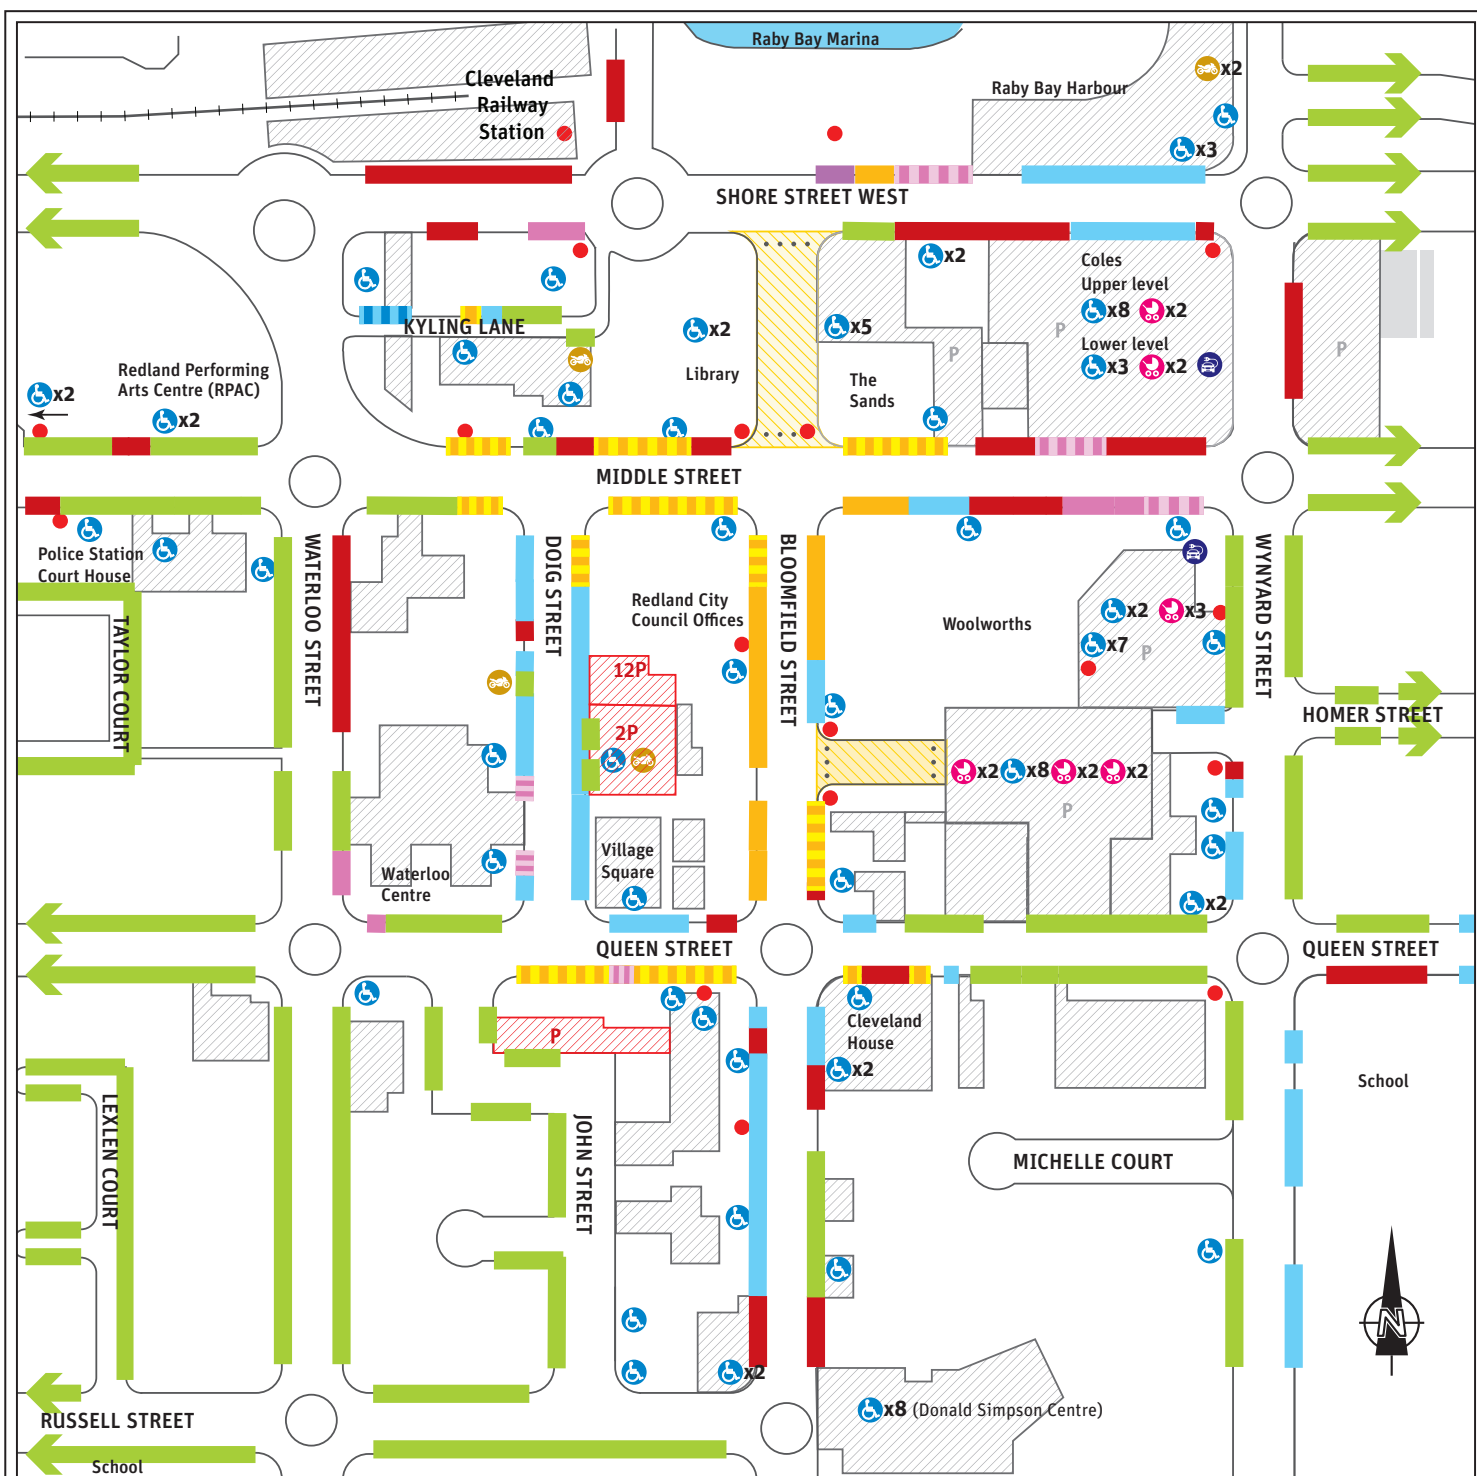 Raby Bay Marina
Cleveland
Railway
Station
Raby Bay Harbour
x2
x3
SHORE STREET WEST
x2
Coles
Upper level
x8
x2
Lower level
x3
x2
P
P
P
x5
x2
KYLING LANE
Library
The
Sands
Redland Performing
Arts Centre (RPAC)
x2
x2
MIDDLE STREET
Police Station
Court House
TAYLOR COURT
WATERLOO STREET
DOIG STREET
Redland City
Council Offices
12P
2P
BLOOMFIELD STREET
Woolworths
x2
x3
x7
P
WYNYARD STREET
HOMER STREET
x2
x8
x2
x2
P
Village
Square
Waterloo
Centre
x2
QUEEN STREET
QUEEN STREET
P
Cleveland
House
x2
School
LEXLEN COURT
JOHN STREET
MICHELLE COURT
N
x2
x8 (Donald Simpson Centre)
RUSSELL STREET
School